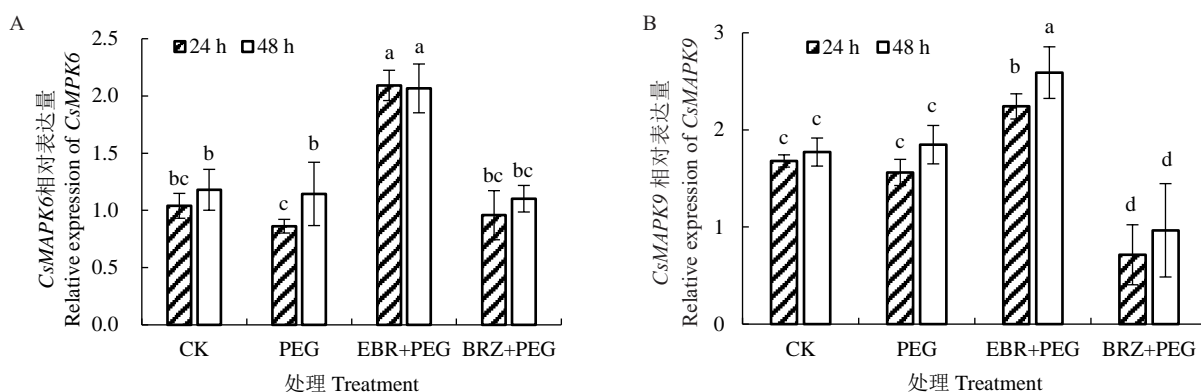 A
CsMAPK6相对表达量
Relative expression of CsMPK6
24 h 48 h
2.5
2.0
1.5
1.0
0.5
0.0
bc b c b a a bc bc
CK PEG EBR+PEG BRZ+PEG
处理 Treatment
B
CsMAPK9 相对表达量
Relative expression of CsMAPK9
24 h 48 h
3
2
1
0
c c c c b a d d
CK PEG EBR+PEG BRZ+PEG
处理 Treatment